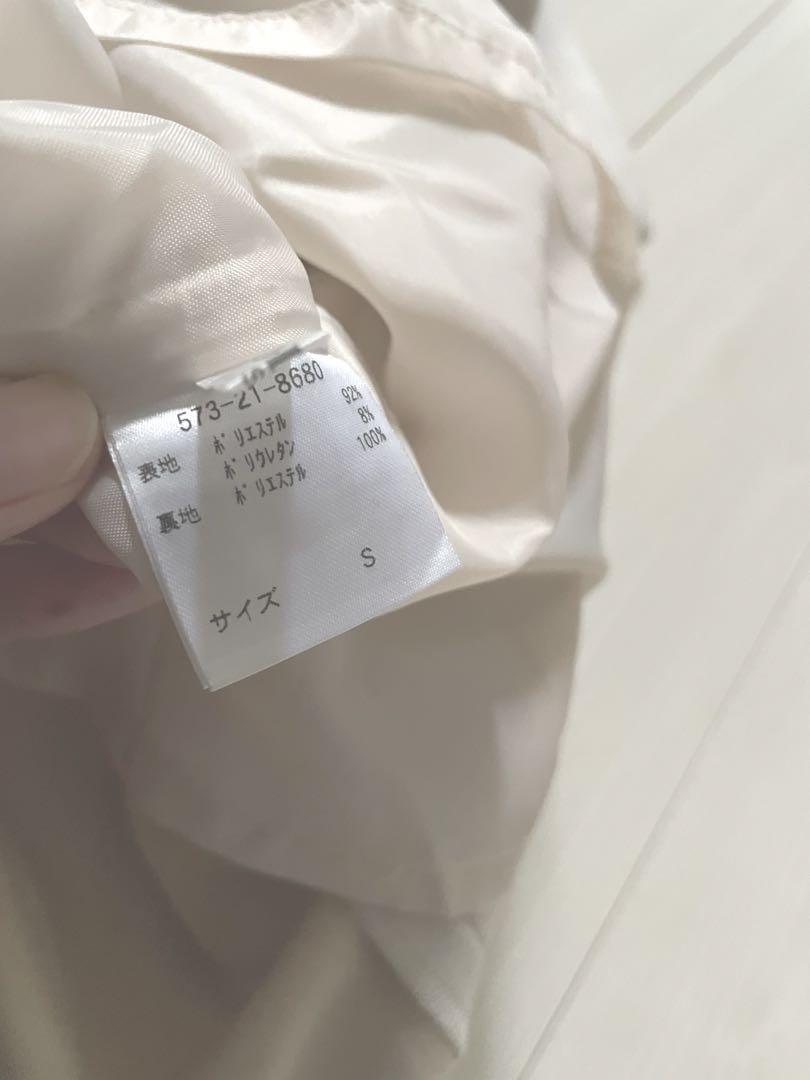 573-21-8680
表地 ポリエステル 92%
ポリウレタン 8%
裏地 ポリエステル 100%
サイズ S